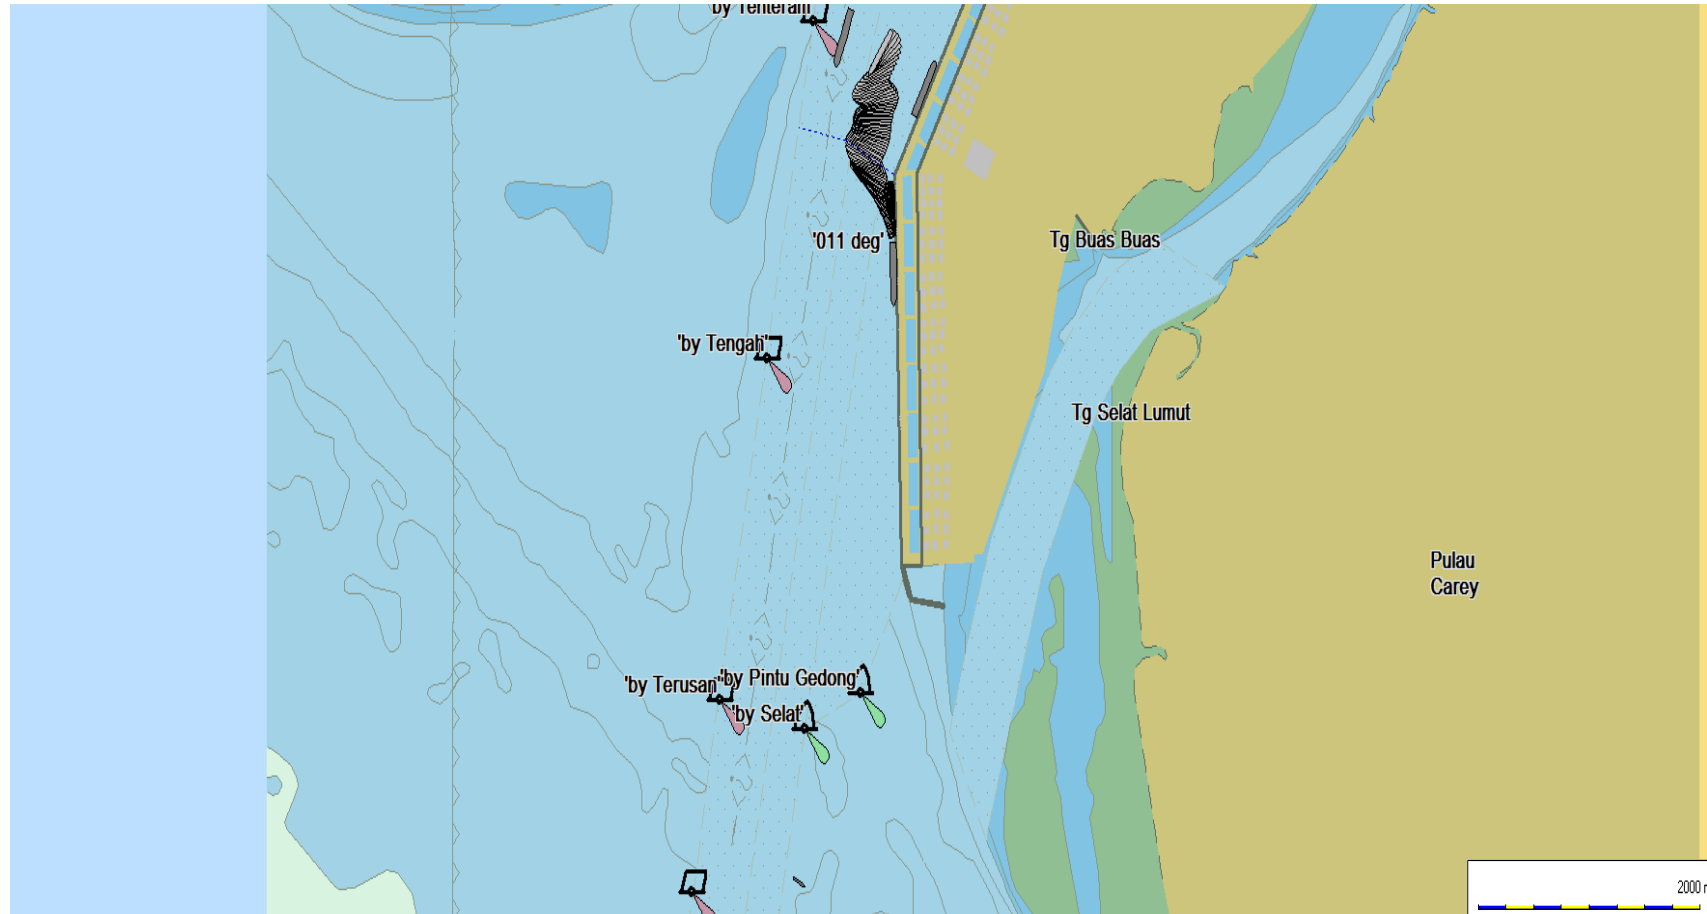 'by Tenteram'
'011 deg'
Tg Buas Buas
'by Tengah'
Tg Selat Lumut
Pulau
Carey
'by Terusan'
'by Pintu Gedong'
'by Selat'
2000